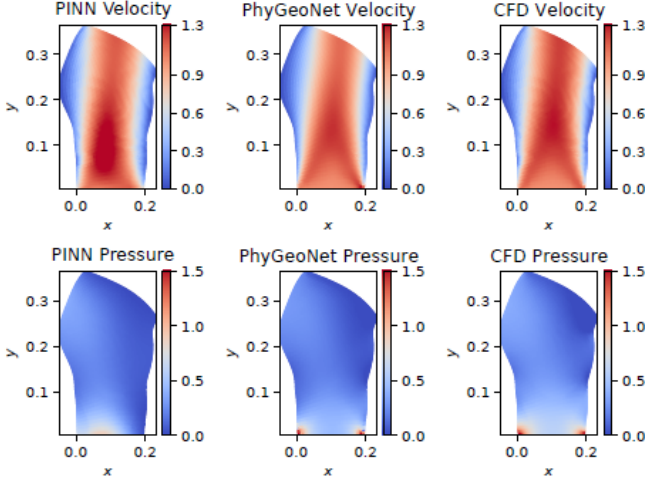 PINN Velocity PhyGeoNet Velocity CFD Velocity
0.3 1.3 0.3 1.3 0.3 1.3
0.9 0.9 0.9
y 0.2 y 0.2 y 0.2
0.6 0.6 0.6
0.1 0.3 0.1 0.3 0.1 0.3
0.0 0.0 0.0
0.0 0.2 0.0 0.2 0.0 0.2
x x x
PINN Pressure PhyGeoNet Pressure CFD Pressure
1.5 1.5 1.5
0.3 0.3 0.3
1.0 1.0 1.0
y 0.2 y 0.2 y 0.2
0.5 0.5 0.5
0.1 0.1 0.1
0.0 0.0 0.0
0.0 0.2 0.0 0.2 0.0 0.2
x x x